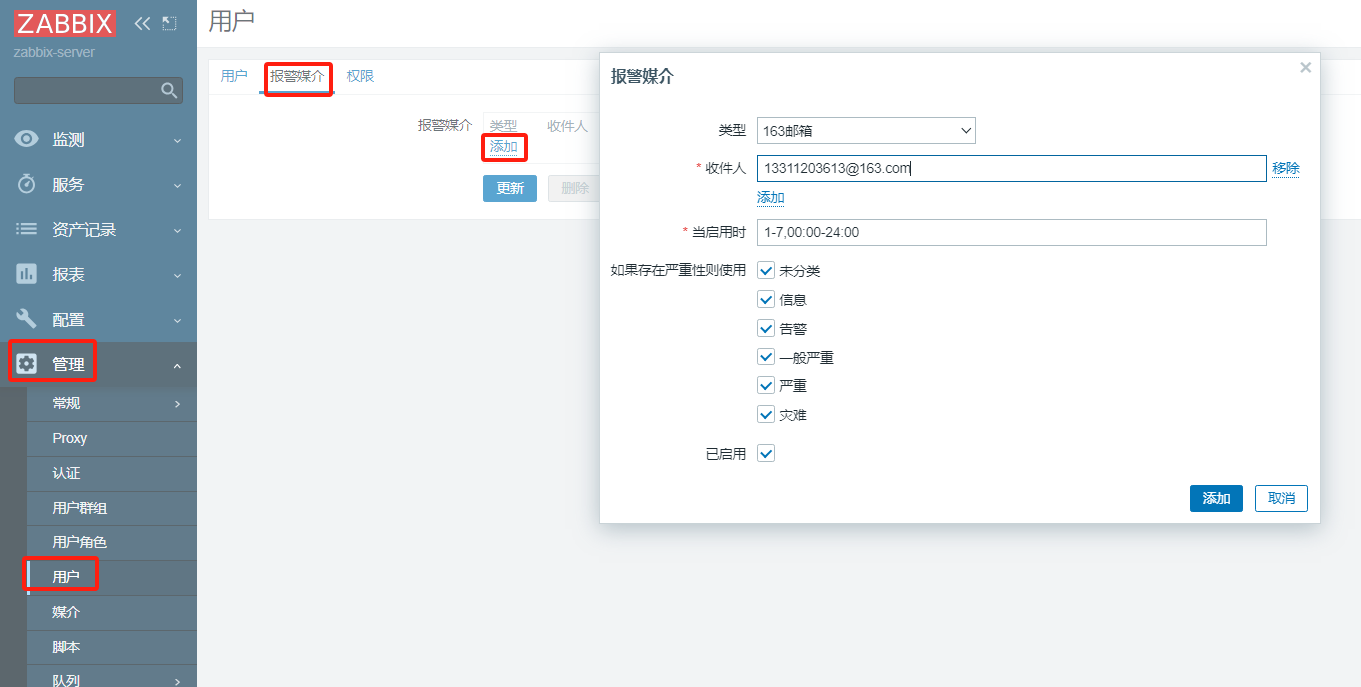 ZABBIX
zabbix-server
监测
服务
资产记录
报表
配置
管理
常规
Proxy
认证
用户群组
用户角色
用户
媒介
脚本
队列
用户
用户 报警媒介 权限
报警媒介 类型 收件人
添加
更新 删除
报警媒介
类型 163邮箱
* 收件人 13311203613@163.com 移除
添加
* 当启用时 1-7,00:00-24:00
如果存在严重性则使用 未分类
信息
告警
一般严重
严重
灾难
已启用
添加 取消